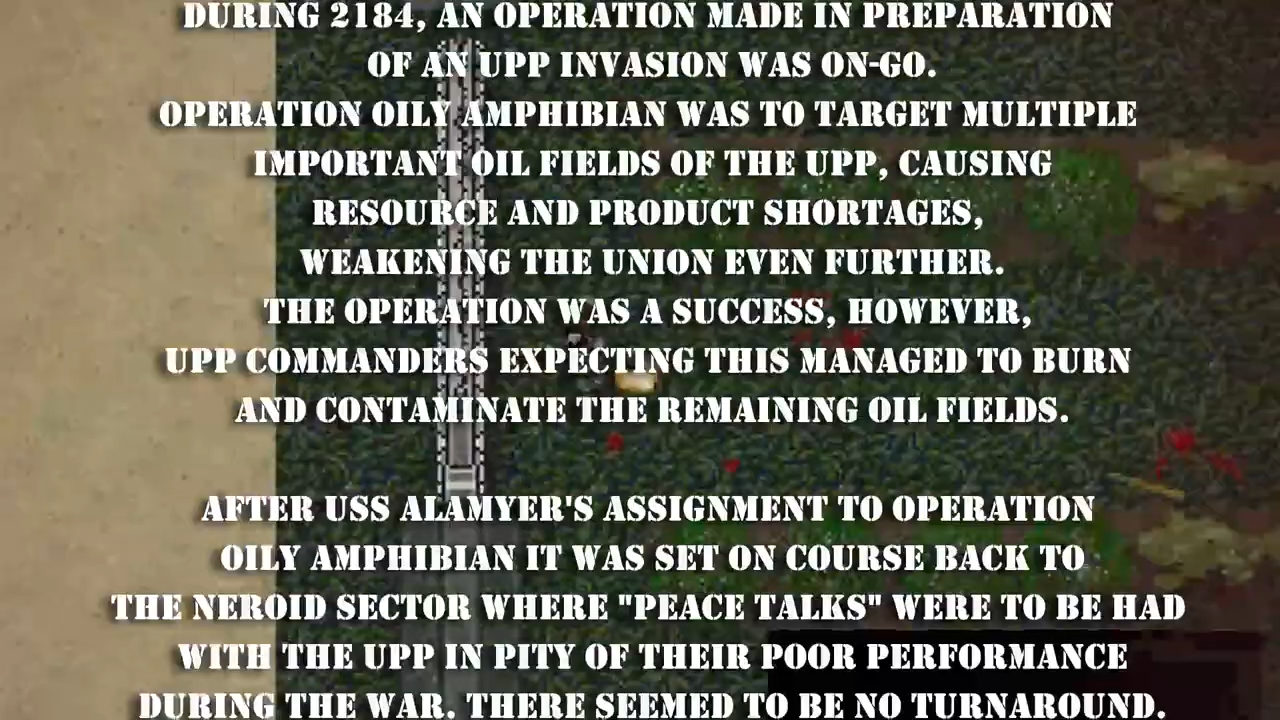 DURING 2184, AN OPERATION MADE IN PREPARATION
OF AN UPP INVASION WAS ON-GO.
OPERATION OILY AMPHIBIAN WAS TO TARGET MULTIPLE
IMPORTANT OIL FIELDS OF THE UPP, CAUSING
RESOURCE AND PRODUCT SHORTAGES,
WEAKENING THE UNION EVEN FURTHER.
THE OPERATION WAS A SUCCESS, HOWEVER,
UPP COMMANDERS EXPECTING THIS MANAGED TO BURN
AND CONTAMINATE THE REMAINING OIL FIELDS.
AFTER USS ALAMYER'S ASSIGNMENT TO OPERATION
OILY AMPHIBIAN IT WAS SET ON COURSE BACK TO
THE NEROID SECTOR WHERE "PEACE TALKS" WERE TO BE HAD
WITH THE UPP IN PITY OF THEIR POOR PERFORMANCE
DURING THE WAR. THERE SEEMED TO BE NO TURNAROUND.